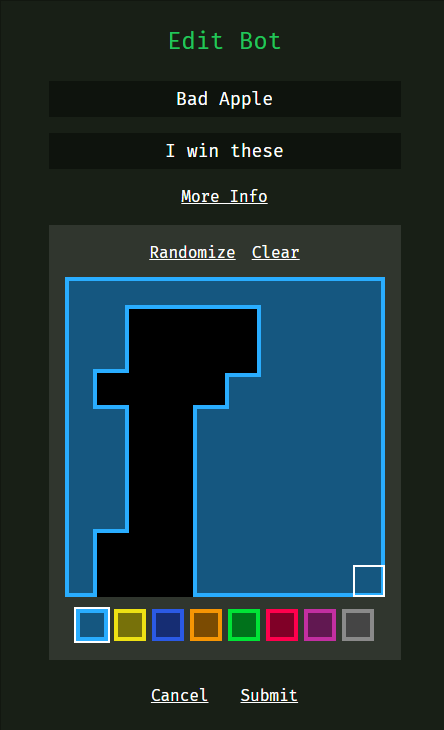 Edit Bot
Bad Apple
I win these
More Info
Randomize Clear
Cancel Submit